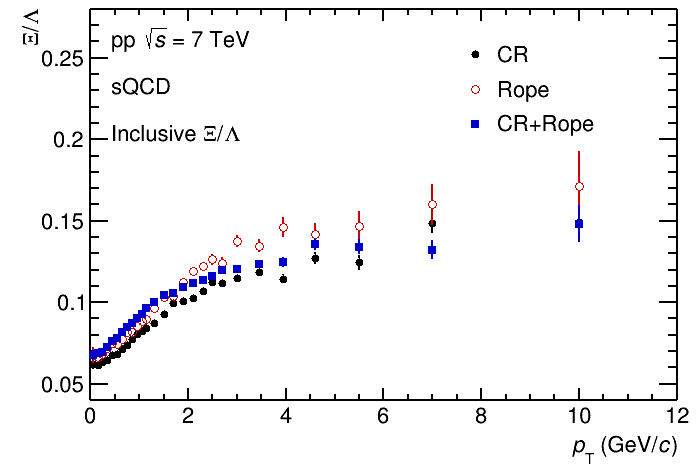 Ξ/Λ
pp √s = 7 TeV
sQCD
Inclusive Ξ/Λ
CR
Rope
CR+Rope
0.25
0.2
0.15
0.1
0.05
0 2 4 6 8 10 12
p_T (GeV/c)